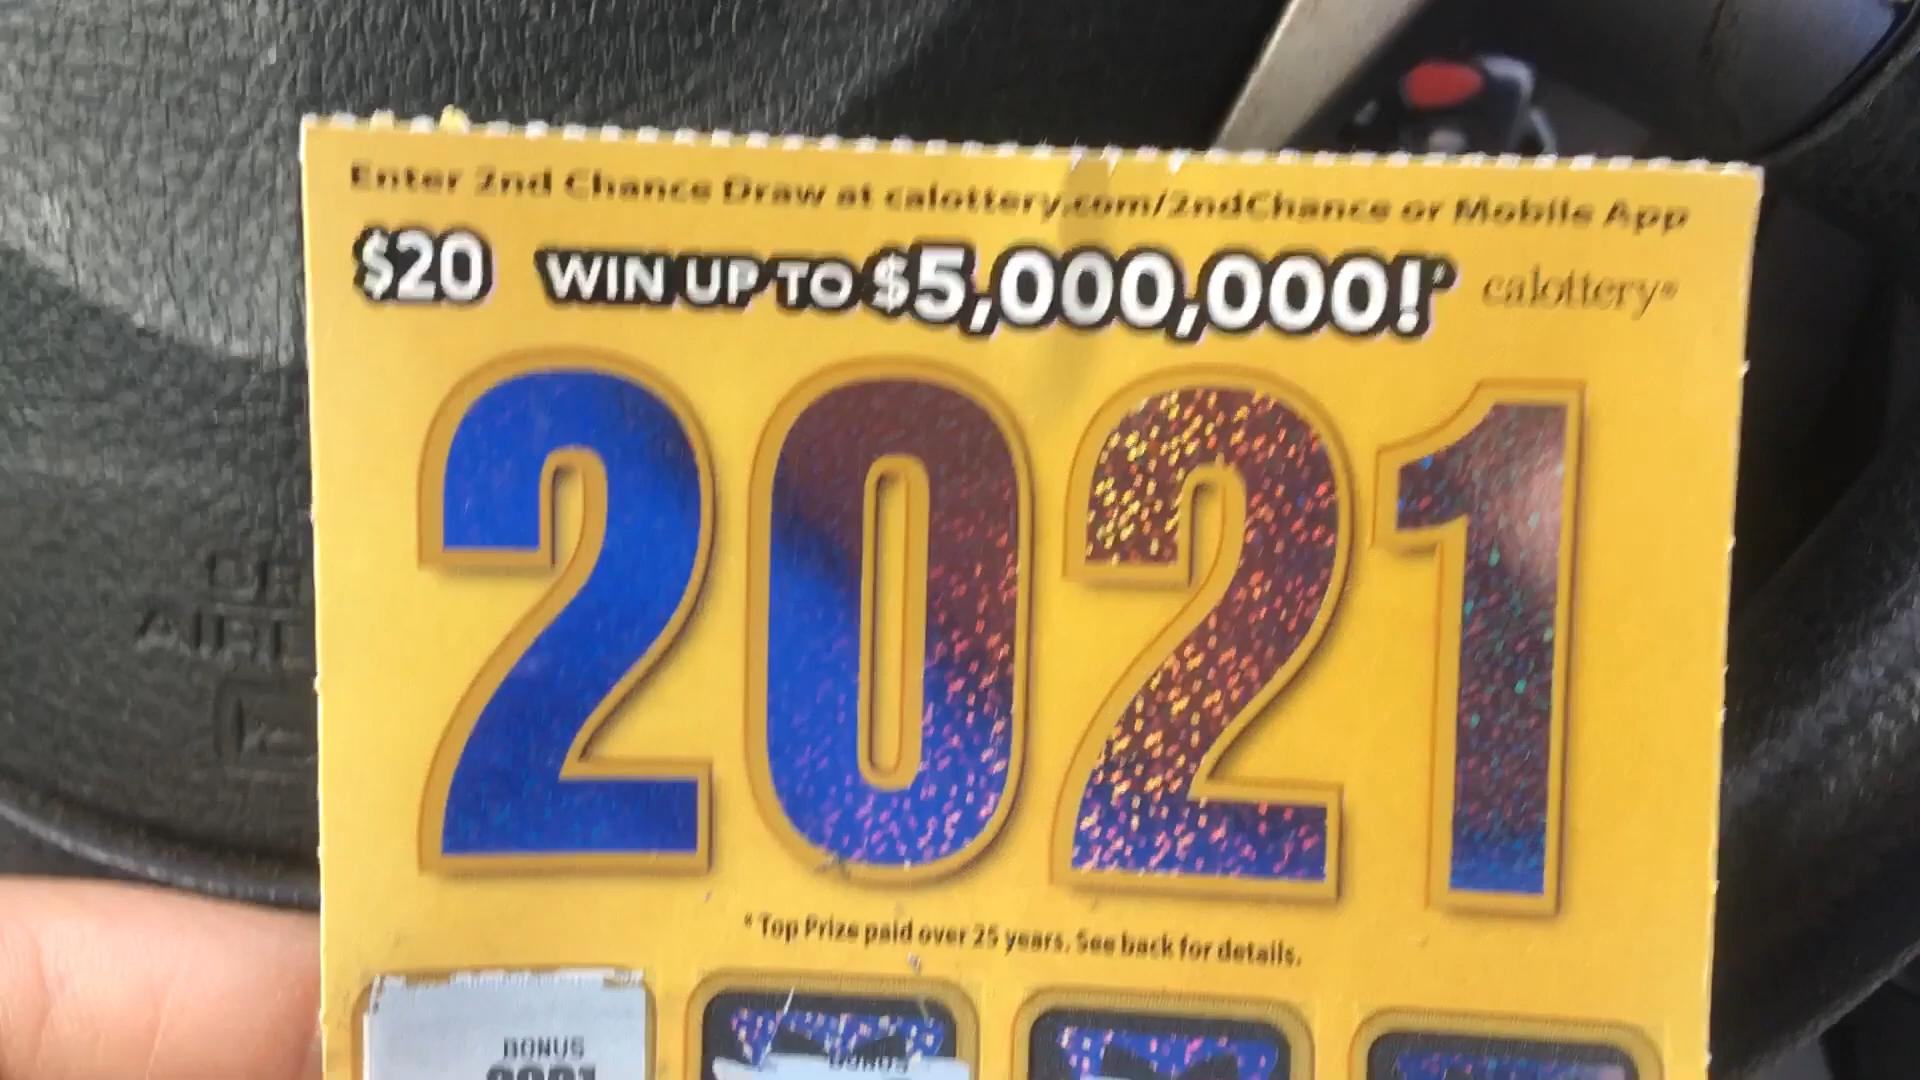 Enter 2nd Chance Draw at calottery.com/2ndChance or Mobile App
$20 WIN UP TO $5,000,000!* calottery
2021
* Top Prize paid over 25 years. See back for details.
BONUS
BONUS